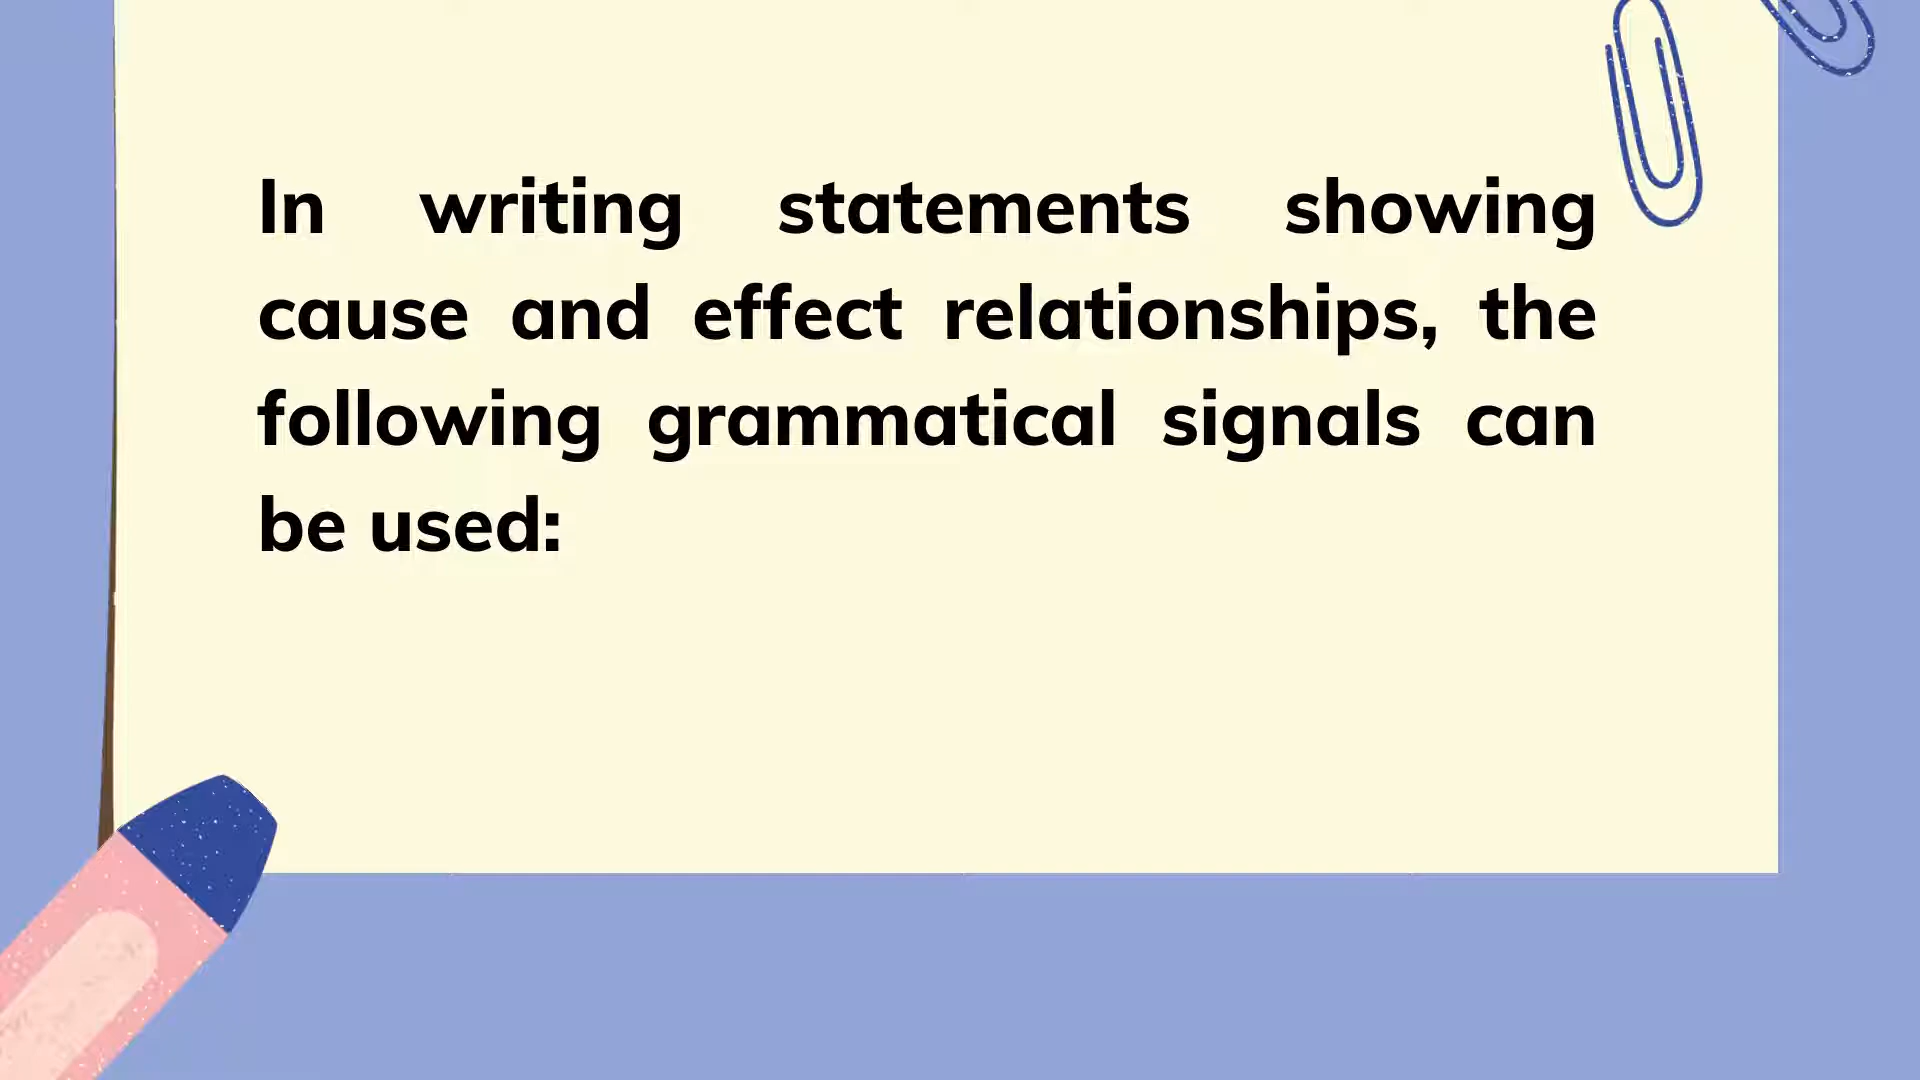 In writing statements showing
cause and effect relationships, the
following grammatical signals can
be used: